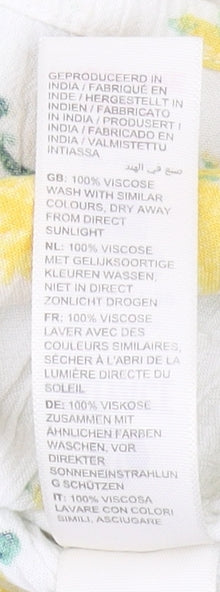 GEPRODUCEERD IN
INDIA / FABRIQUÉ EN
INDE / HERGESTELLT IN
INDIEN / FABBRICATO
IN INDIA / PRODUSERT I
INDIA / FABRICADO EN
INDIA / VALMISTETTU
INTIASSA
صنع في الهند
GB: 100% VISCOSE
WASH WITH SIMILAR
COLOURS, DRY AWAY
FROM DIRECT
SUNLIGHT
NL: 100% VISCOSE
MET GELIJKSOORTIGE
KLEUREN WASSEN,
NIET IN DIRECT
ZONLICHT DROGEN
FR: 100% VISCOSE
LAVER AVEC DES
COULEURS SIMILAIRES,
SÉCHER À L'ABRI DE LA
LUMIÈRE DIRECTE DU
SOLEIL
DE: 100% VISKOSE
ZUSAMMEN MIT
ÄHNLICHEN FARBEN
WASCHEN, VOR
DIREKTER
SONNENEINSTRAHLUN
G SCHÜTZEN
IT: 100% VISCOSA
LAVARE CON COLORI
SIMILI, ASCIUGARE